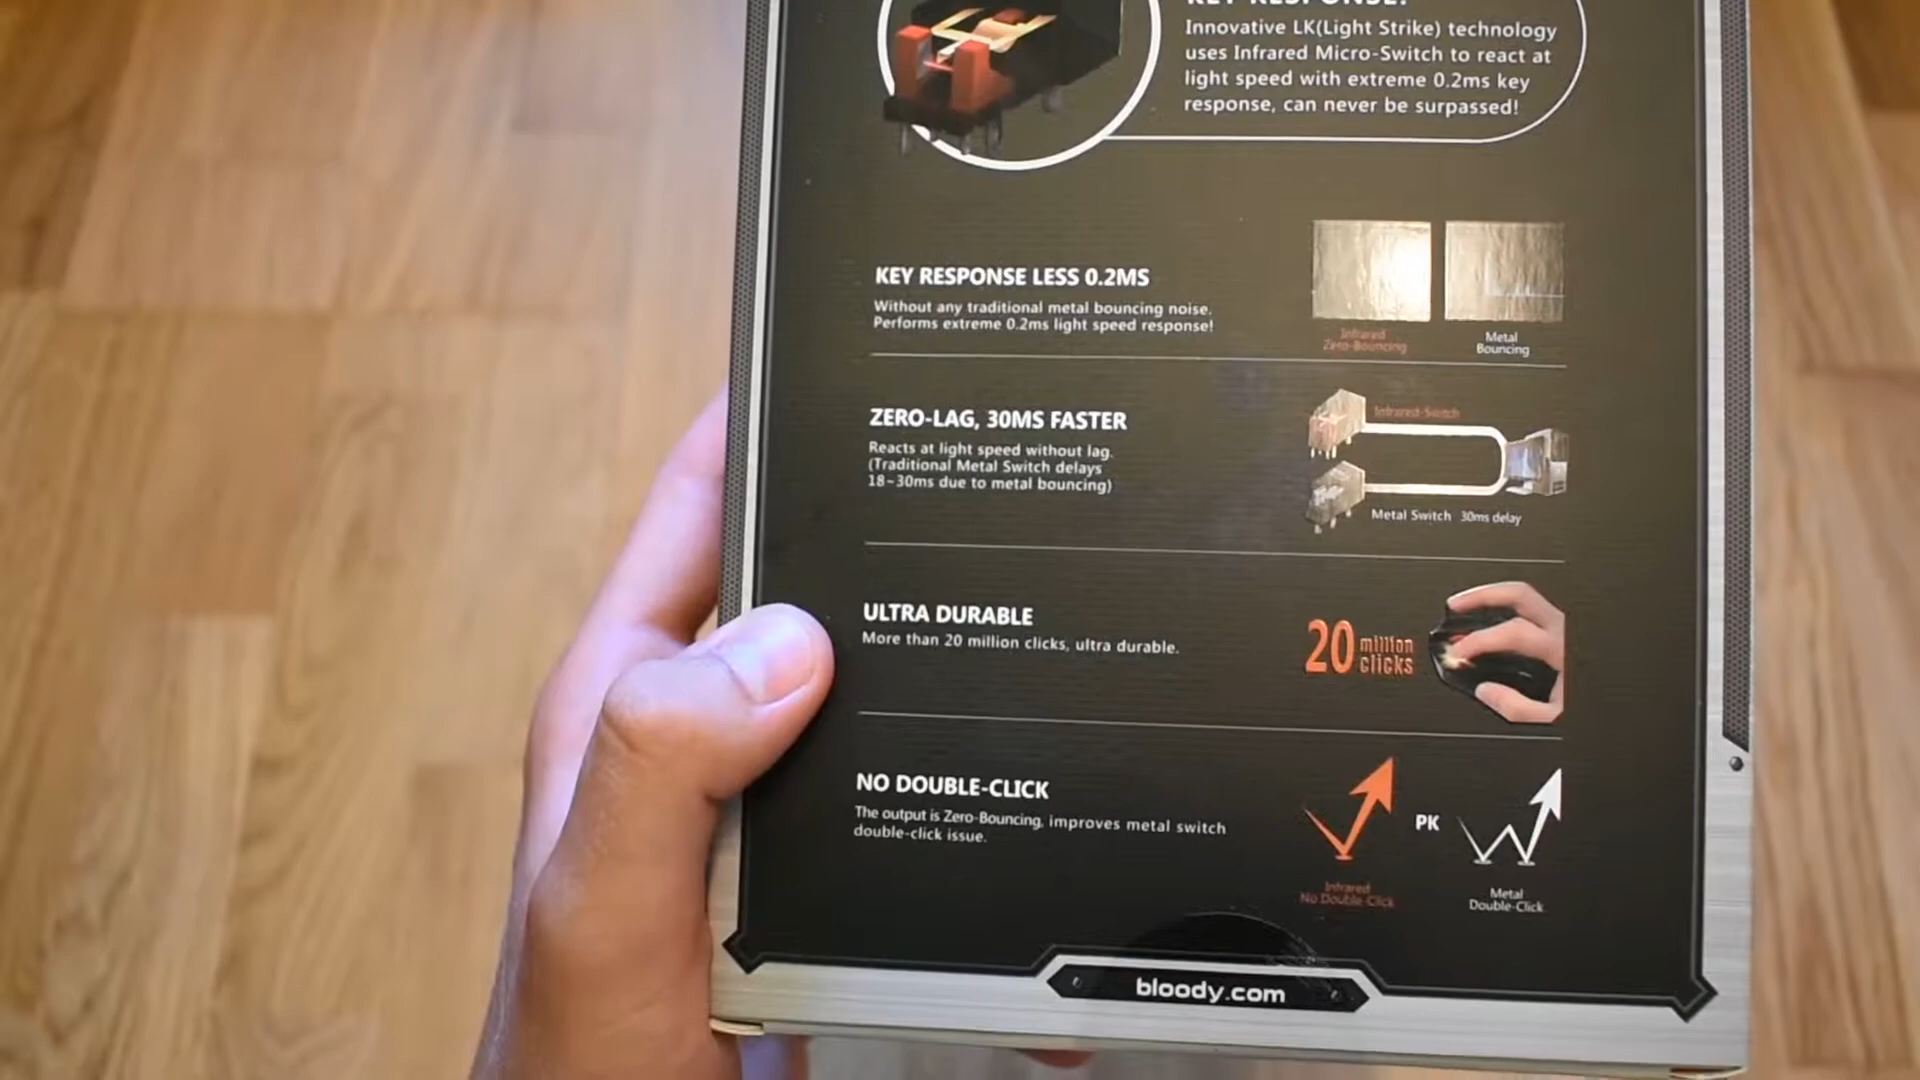 KEY RESPONSE!
Innovative LK(Light Strike) technology
uses Infrared Micro-Switch to react at
light speed with extreme 0.2ms key
response, can never be surpassed!
KEY RESPONSE LESS 0.2MS
Without any traditional metal bouncing noise.
Performs extreme 0.2ms light speed response!
Infrared
Zero-Bouncing
Metal
Bouncing
ZERO-LAG, 30MS FASTER
Reacts at light speed without lag.
(Traditional Metal Switch delays
18~30ms due to metal bouncing)
Infrared Switch
Metal Switch 30ms delay
ULTRA DURABLE
More than 20 million clicks, ultra durable.
20 million
clicks
NO DOUBLE-CLICK
The output is Zero-Bouncing, improves metal switch
double-click issue.
PK
Infrared
No Double-Click
Metal
Double-Click
bloody.com